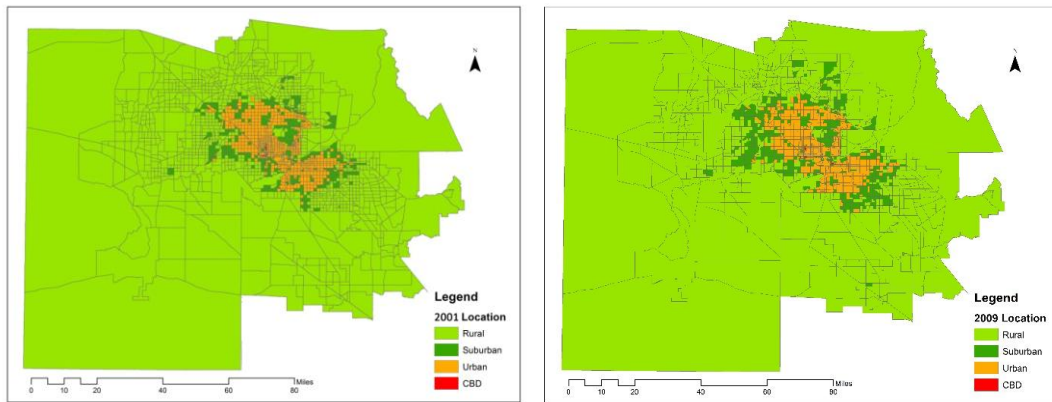 N
Legend
2001 Location
Rural
Suburban
Urban
CBD
Miles
0 10 20 40 60 80
N
Legend
2009 Location
Rural
Suburban
Urban
CBD
Miles
0 10 20 40 60 80